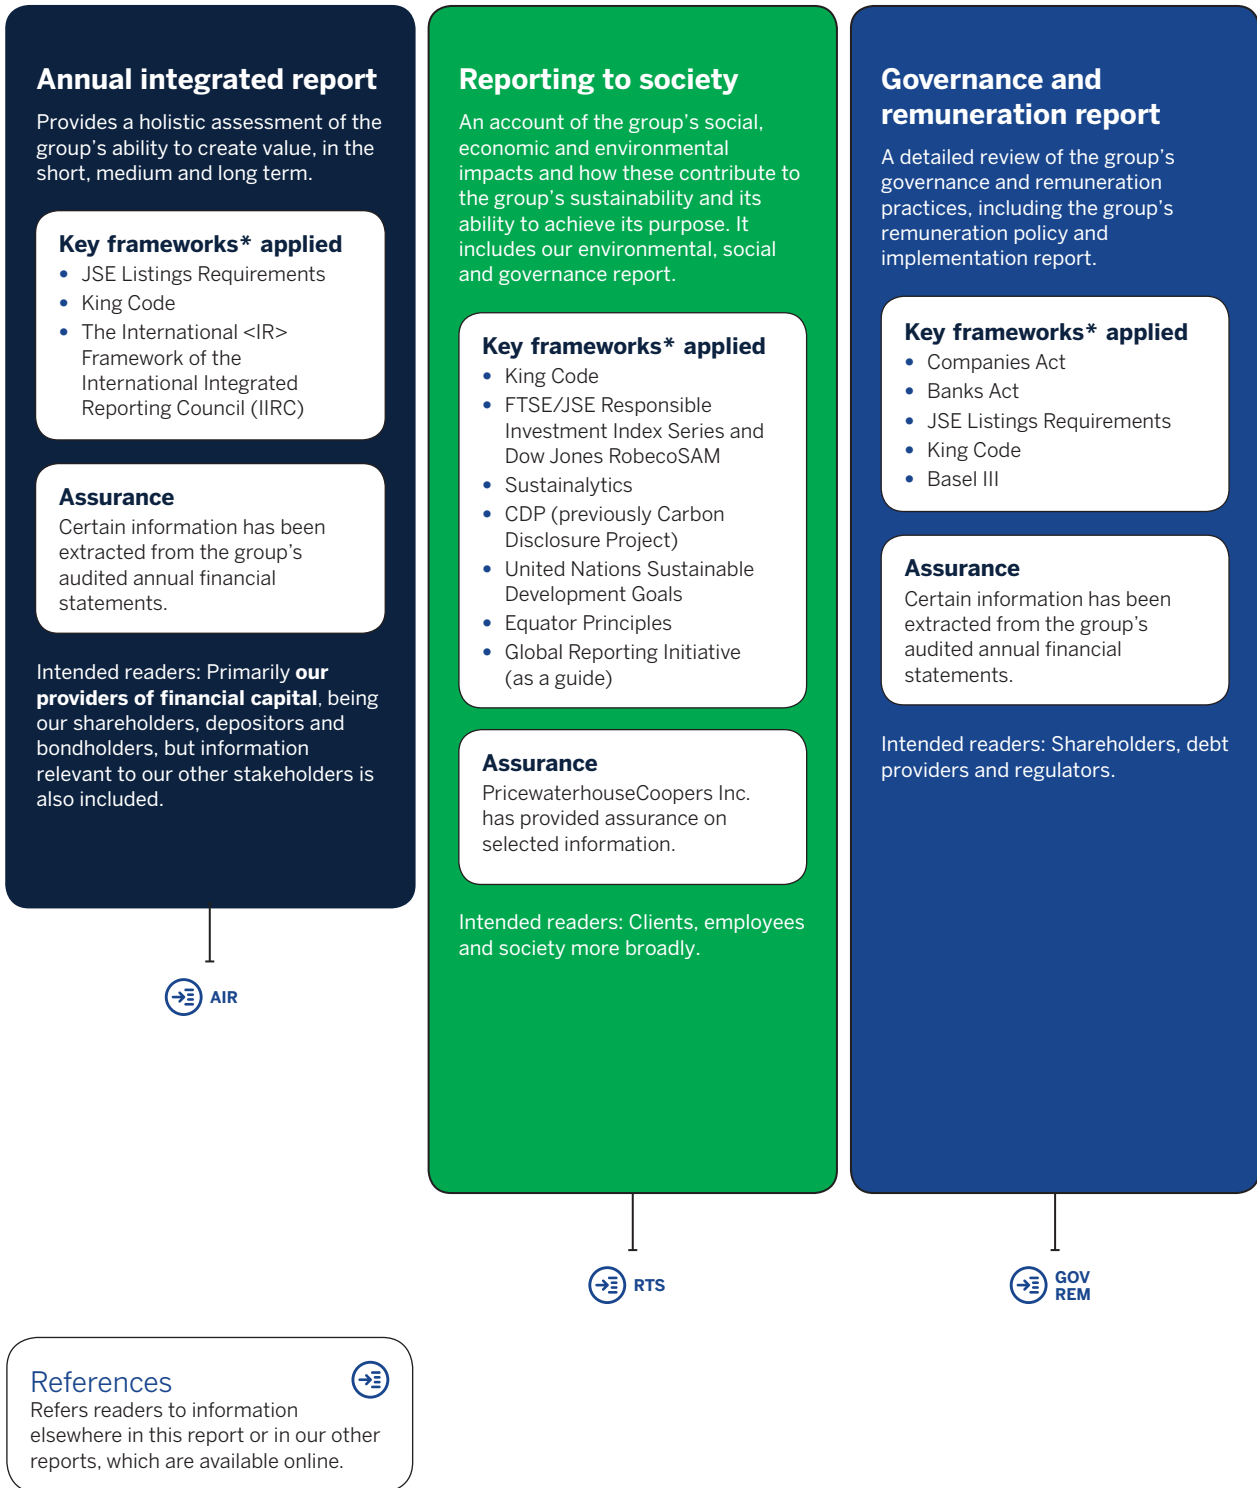 Annual integrated report
Provides a holistic assessment of the
group's ability to create value, in the
short, medium and long term.
Key frameworks* applied
• JSE Listings Requirements
• King Code
• The International <IR>
Framework of the
International Integrated
Reporting Council (IIRC)
Assurance
Certain information has been
extracted from the group's
audited annual financial
statements.
Intended readers: Primarily our
providers of financial capital, being
our shareholders, depositors and
bondholders, but information
relevant to our other stakeholders is
also included.
AIR
Reporting to society
An account of the group's social,
economic and environmental
impacts and how these contribute to
the group's sustainability and its
ability to achieve its purpose. It
includes our environmental, social
and governance report.
Key frameworks* applied
• King Code
• FTSE/JSE Responsible
Investment Index Series and
Dow Jones RobecoSAM
• Sustainalytics
• CDP (previously Carbon
Disclosure Project)
• United Nations Sustainable
Development Goals
• Equator Principles
• Global Reporting Initiative
(as a guide)
Assurance
PricewaterhouseCoopers Inc.
has provided assurance on
selected information.
Intended readers: Clients, employees
and society more broadly.
RTS
Governance and
remuneration report
A detailed review of the group's
governance and remuneration
practices, including the group's
remuneration policy and
implementation report.
Key frameworks* applied
• Companies Act
• Banks Act
• JSE Listings Requirements
• King Code
• Basel III
Assurance
Certain information has been
extracted from the group's
audited annual financial
statements.
Intended readers: Shareholders, debt
providers and regulators.
GOV
REM
References
Refers readers to information
elsewhere in this report or in our other
reports, which are available online.